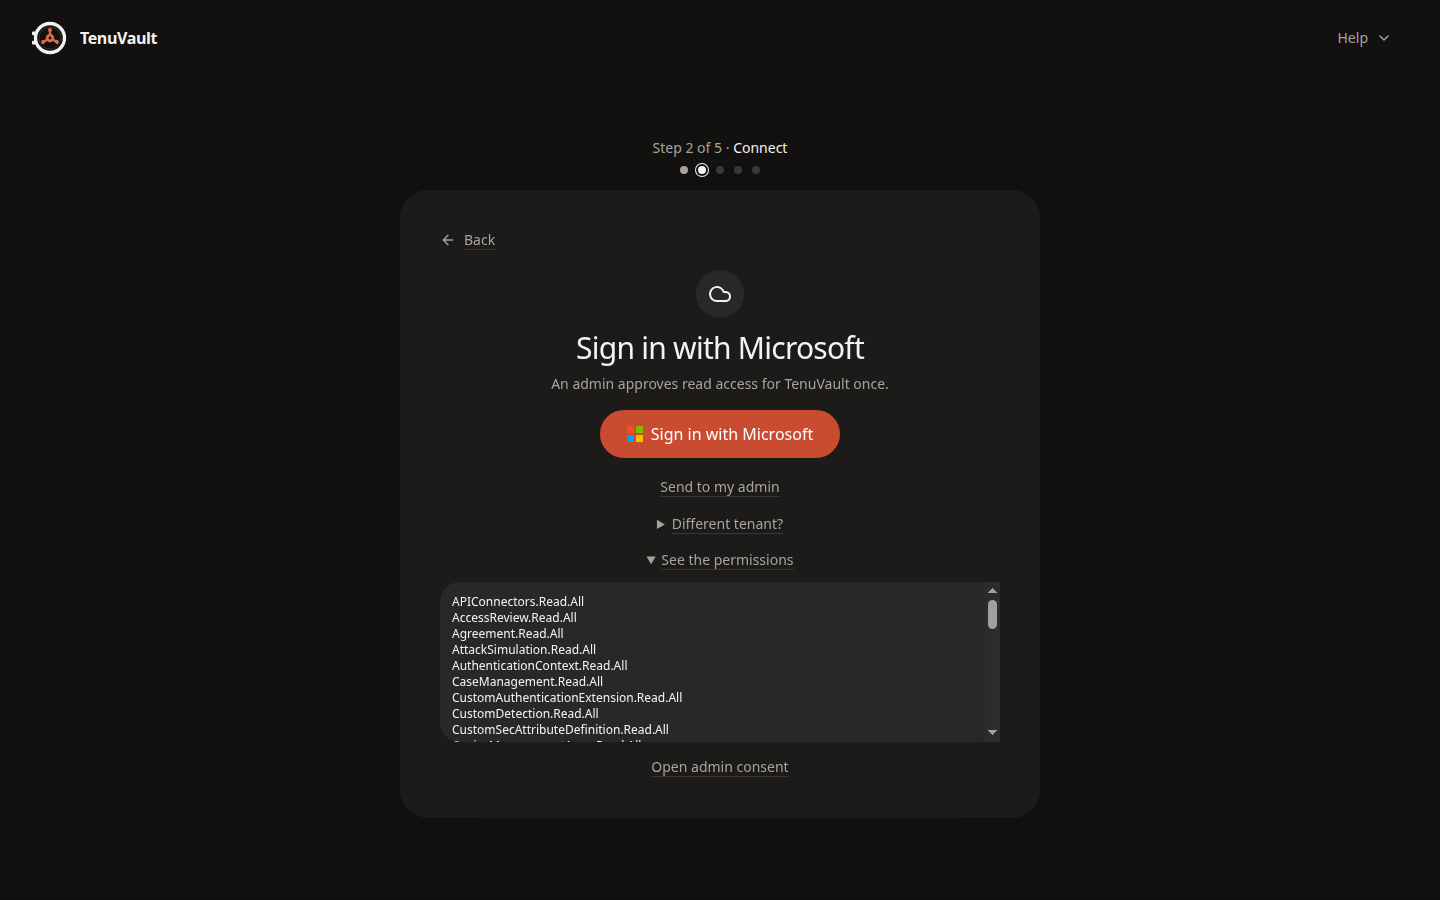 TenuVault
Help
Step 2 of 5 · Connect
Back
Sign in with Microsoft
An admin approves read access for TenuVault once.
Sign in with Microsoft
Send to my admin
Different tenant?
See the permissions
APIConnectors.Read.All
AccessReview.Read.All
Agreement.Read.All
AttackSimulation.Read.All
AuthenticationContext.Read.All
CaseManagement.Read.All
CustomAuthenticationExtension.Read.All
CustomDetection.Read.All
CustomSecAttributeDefinition.Read.All
Open admin consent